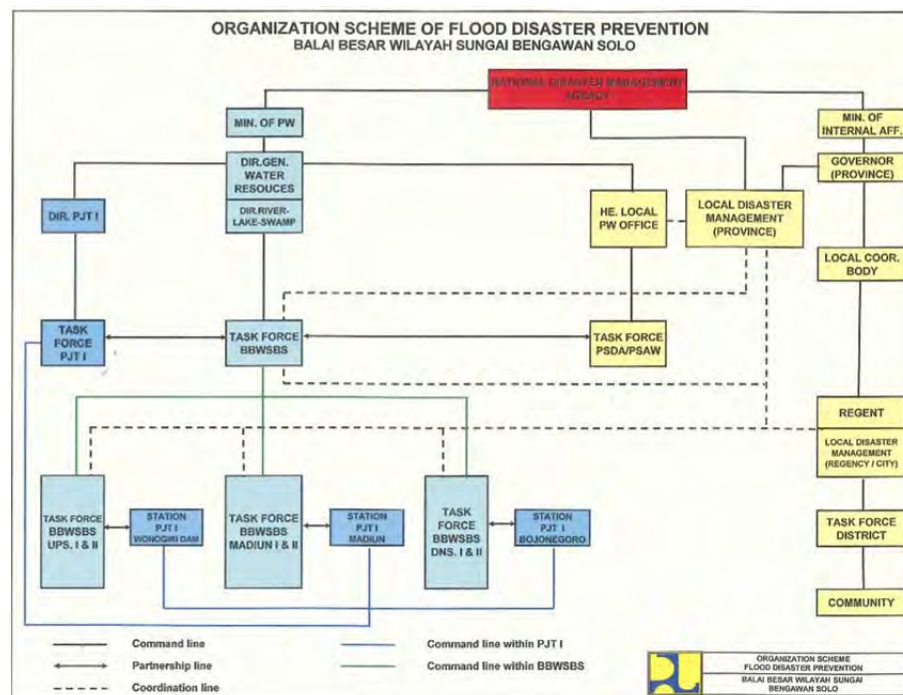 ORGANIZATION SCHEME OF FLOOD DISASTER PREVENTION
BALAI BESAR WILAYAH SUNGAI BENGAWAN SOLO
NATIONAL DISASTER MANAGEMENT
AGENCY
MIN. OF PW
MIN. OF
INTERNAL AFF.
DIR.GEN.
WATER
RESOUCES
DIR.RIVER-
LAKE-SWAMP
GOVERNOR
(PROVINCE)
DIR. PJT I
HE. LOCAL
PW OFFICE
LOCAL DISASTER
MANAGEMENT
(PROVINCE)
LOCAL COOR.
BODY
TASK
FORCE
PJT I
TASK FORCE
BBWSBS
TASK FORCE
PSDA/PSAW
REGENT
LOCAL DISASTER
MANAGEMENT
(REGENCY / CITY)
TASK FORCE
BBWSBS
UPS. I & II
STATION
PJT I
WONOGIRI DAM
TASK FORCE
BBWSBS
MADIUN I & II
STATION
PJT I
MADIUN
TASK
FORCE
BBWSBS
DNS. I & II
STATION
PJT I
BOJONEGORO
TASK FORCE
DISTRICT
COMMUNITY
Command line
Partnership line
Coordination line
Command line within PJT I
Command line within BBWSBS
ORGANIZATION SCHEME
FLOOD DISASTER PREVENTION
BALAI BESAR WILAYAH SUNGAI
BENGAWAN SOLO